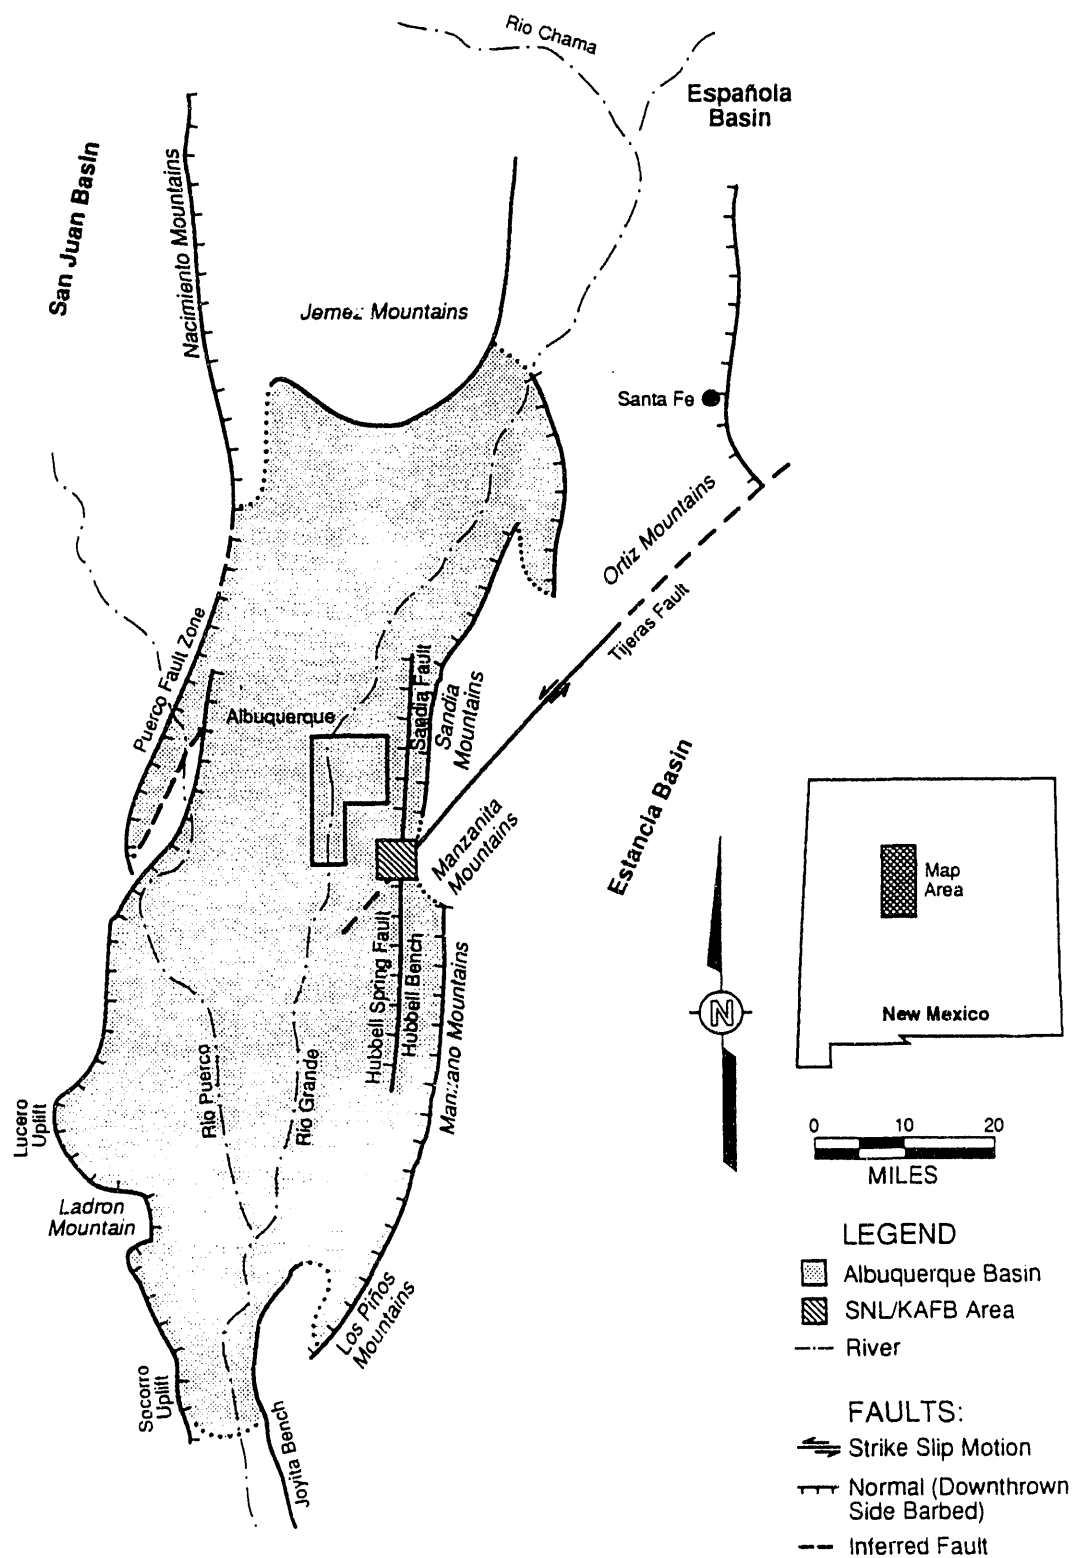 Rio Chama
Española
Basin
San Juan Basin
Nacimiento Mountains
Jemez Mountains
Santa Fe
Ortiz Mountains
Tijeras Fault
Puerco Fault Zone
Albuquerque
Sandia Fault
Sandia
Mountains
Manzanita
Mountains
Estancia Basin
Map
Area
New Mexico
N
Hubbell Spring Fault
Hubbell Bench
Manzano Mountains
Rio Puerco
Rio Grande
Lucero
Uplift
Ladron
Mountain
Los Piños
Mountains
Socorro
Uplift
Joyita Bench
0 10 20
MILES
LEGEND
Albuquerque Basin
SNL/KAFB Area
River
FAULTS:
Strike Slip Motion
Normal (Downthrown
Side Barbed)
Inferred Fault